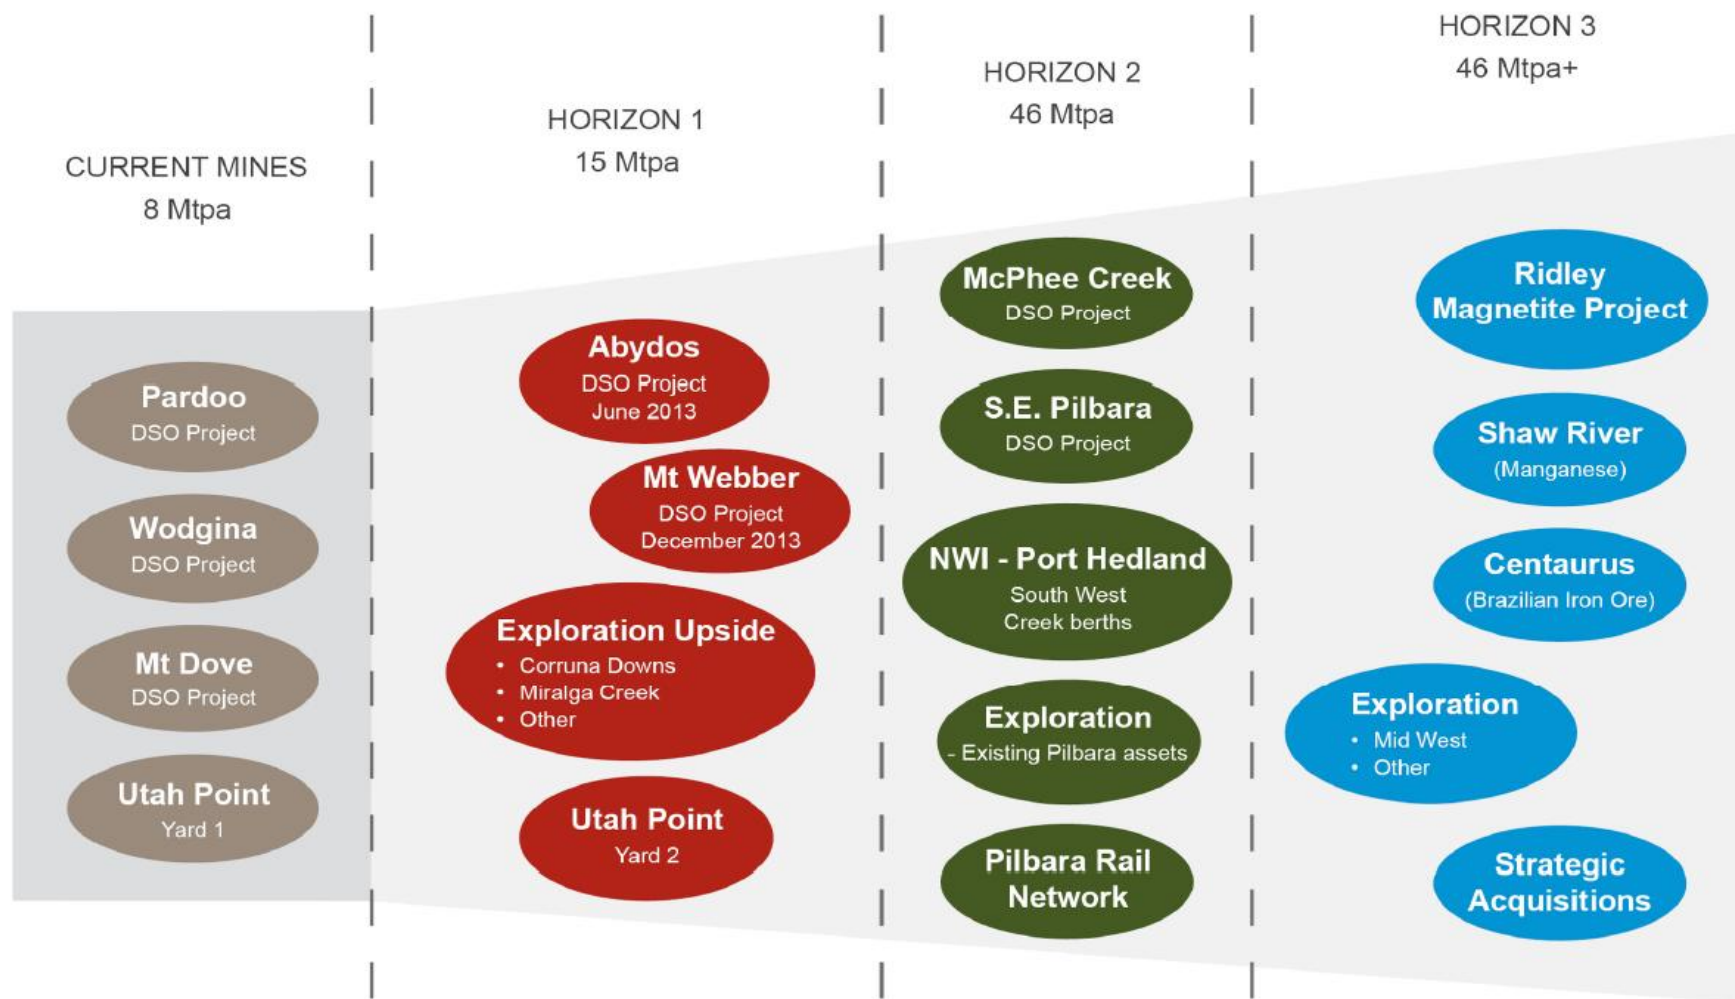 CURRENT MINES
8 Mtpa
Pardoo
DSO Project
Wodgina
DSO Project
Mt Dove
DSO Project
Utah Point
Yard 1
HORIZON 1
15 Mtpa
Abydos
DSO Project
June 2013
Mt Webber
DSO Project
December 2013
Exploration Upside
• Corruna Downs
• Miralga Creek
• Other
Utah Point
Yard 2
HORIZON 2
46 Mtpa
McPhee Creek
DSO Project
S.E. Pilbara
DSO Project
NWI - Port Hedland
South West
Creek berths
Exploration
- Existing Pilbara assets
Pilbara Rail
Network
HORIZON 3
46 Mtpa+
Ridley
Magnetite Project
Shaw River
(Manganese)
Centaurus
(Brazilian Iron Ore)
Exploration
• Mid West
• Other
Strategic
Acquisitions